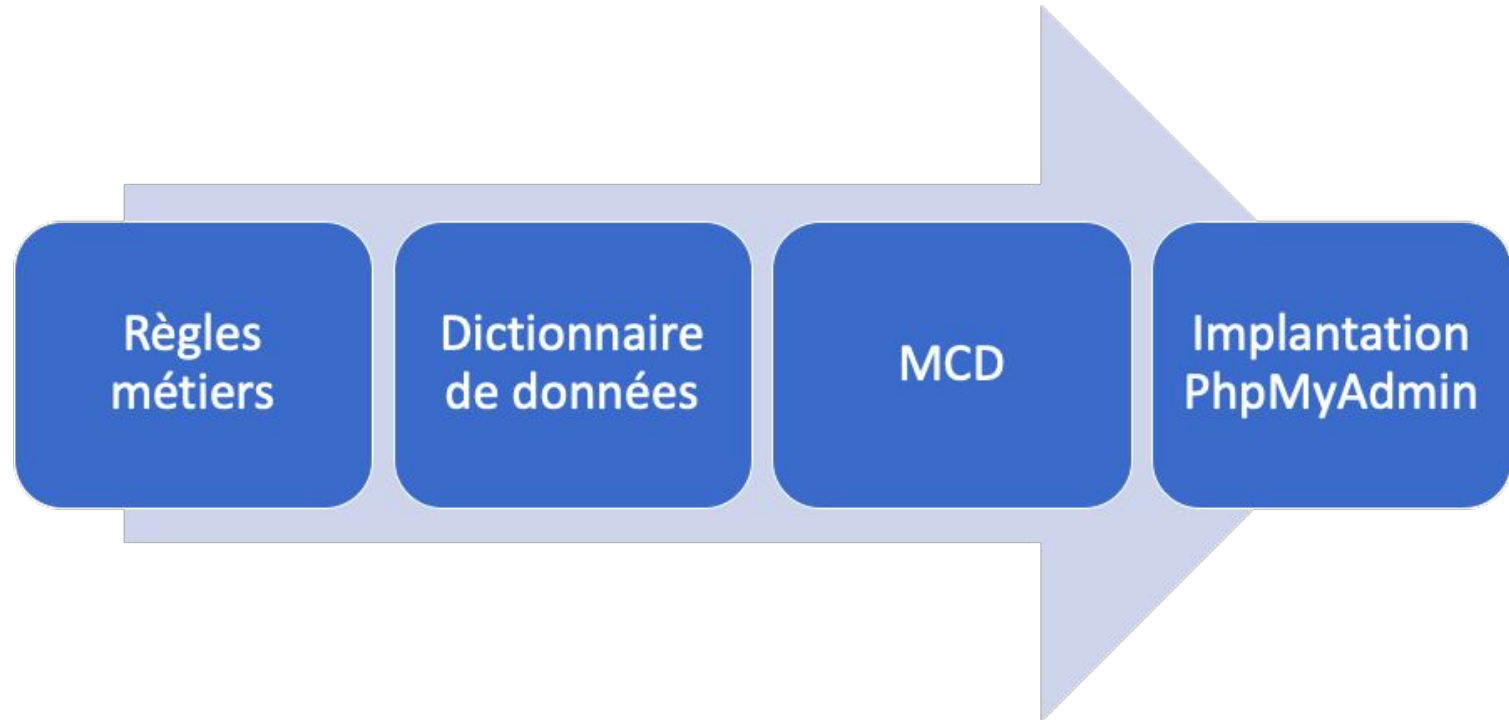 Règles
métiers
Dictionnaire
de données
MCD
Implantation
PhpMyAdmin